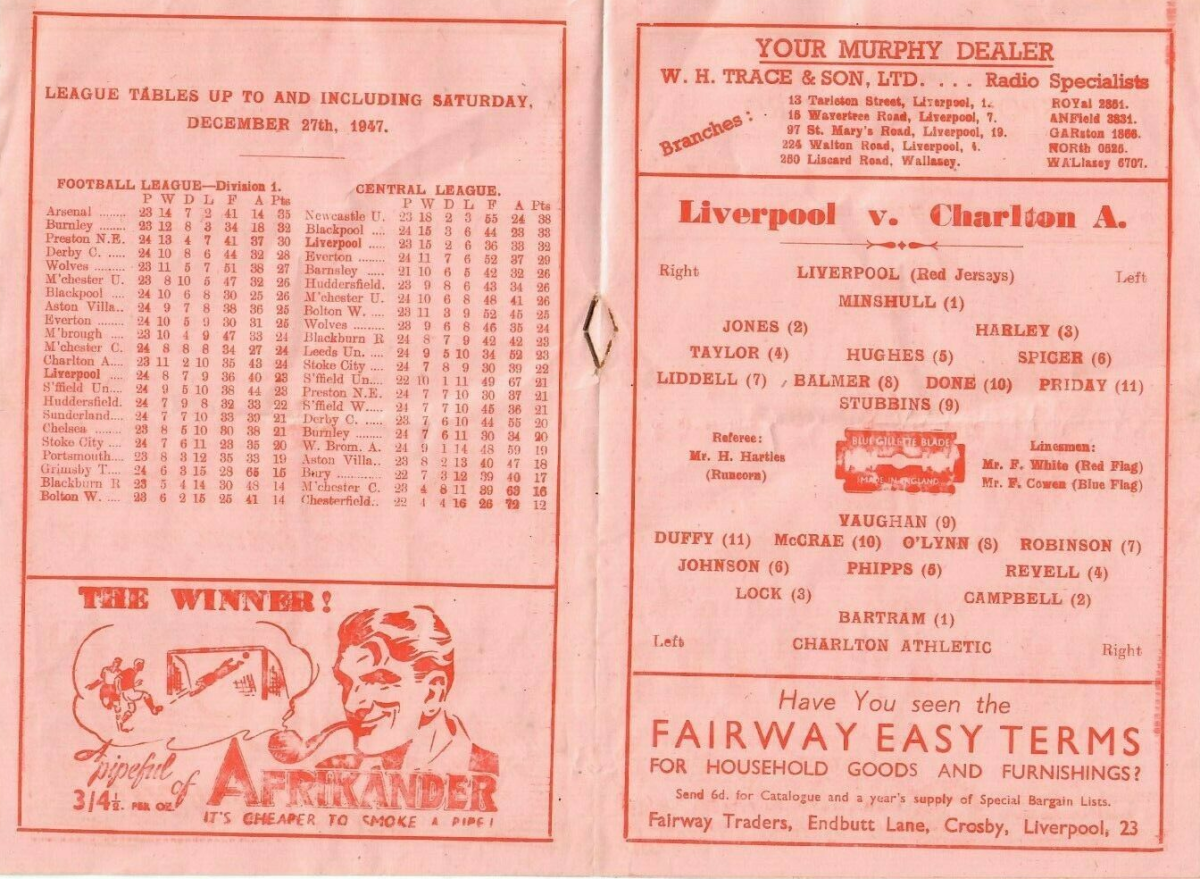 LEAGUE TABLES UP TO AND INCLUDING SATURDAY,
DECEMBER 27th, 1947.
FOOTBALL LEAGUE—Division 1.
P W D L F A Pts
Arsenal ....... 23 14 7 2 41 14 35
Burnley ........ 23 12 8 3 34 18 32
Preston N.E. 24 13 4 7 41 37 30
Derby C. ..... 24 10 8 6 44 32 28
Wolves ......... 23 11 5 7 51 38 27
M'chester U. 23 8 10 5 47 32 26
Blackpool .... 24 10 6 8 30 25 26
Aston Villa.. 24 9 7 8 38 36 25
Everton ....... 24 10 5 9 30 31 25
M'brough .... 23 10 4 9 47 33 24
M'chester C. 24 8 8 8 34 27 24
Charlton A.... 23 11 2 10 35 43 24
Liverpool .... 24 8 7 9 36 40 23
S'ffield Un.... 24 9 5 10 38 44 23
Huddersfield. 24 7 9 8 32 33 22
Sunderland.... 24 7 7 10 33 39 21
Chelsea ....... 23 8 5 10 30 38 21
Stoke City .... 24 7 6 11 23 35 20
Portsmouth.... 23 8 3 12 35 33 19
Grimsby T.... 24 6 3 15 28 65 15
Blackburn R 23 5 4 14 30 48 14
Bolton W. .... 23 6 2 15 25 41 14
CENTRAL LEAGUE.
P W D L F A Pts
Newcastle U. 23 18 2 3 55 24 38
Blackpool .... 24 15 3 6 44 23 33
Liverpool ..... 23 15 2 6 36 33 32
Everton ....... 24 11 7 6 52 37 29
Barnsley ..... 21 10 6 5 42 32 26
Huddersfield. 23 9 8 6 43 34 26
M'chester U. 24 10 6 8 48 41 26
Bolton W. .... 23 11 3 9 52 45 25
Wolves ........ 23 9 6 8 46 35 24
Blackburn R 24 8 7 9 42 42 23
Leeds Un. .... 24 9 5 10 34 52 23
Stoke City .... 24 7 8 9 30 39 22
S'ffield Un.... 22 10 1 11 49 67 21
Preston N.E. 24 7 7 10 30 37 21
S'ffield W..... 24 7 7 10 45 36 21
Derby C. ..... 23 7 6 10 44 55 20
Burnley ........ 24 7 6 11 30 34 20
W. Brom. A. 24 9 1 14 48 59 19
Aston Villa.. 23 8 2 13 40 47 18
Bury ............ 22 7 3 12 39 40 17
M'chester C. 23 4 8 11 39 63 16
Chesterfield.. 22 4 4 16 26 72 12
THE WINNER!
A pipeful of
AFRIKANDER
3/4½. PER OZ.
IT'S CHEAPER TO SMOKE A PIPE!
YOUR MURPHY DEALER
W. H. TRACE & SON, LTD. .... Radio Specialists
Branches:
13 Tarleton Street, Liverpool, 1. ROYal 2851.
15 Wavertree Road, Liverpool, 7. ANField 3831.
97 St. Mary's Road, Liverpool, 19. GARston 1866.
224 Walton Road, Liverpool, 4. NORth 0525.
250 Liscard Road, Wallasey. WALlasey 6707.
Liverpool v. Charlton A.
Right LIVERPOOL (Red Jersays) Left
MINSHULL (1)
JONES (2) HARLEY (3)
TAYLOR (4) HUGHES (5) SPICER (6)
LIDDELL (7) BALMER (8) DONE (10) PRIDAY (11)
STUBBINS (9)
Referee:
Mr. H. Hartles
(Runcorn)
BLUE GILLETTE BLADE
MADE IN ENGLAND
Linesmen:
Mr. F. White (Red Flag)
Mr. F. Cowen (Blue Flag)
VAUGHAN (9)
DUFFY (11) McCRAE (10) O'LYNN (8) ROBINSON (7)
JOHNSON (6) PHIPPS (5) REVELL (4)
LOCK (3) CAMPBELL (2)
BARTRAM (1)
Left CHARLTON ATHLETIC Right
Have You seen the
FAIRWAY EASY TERMS
FOR HOUSEHOLD GOODS AND FURNISHINGS?
Send 6d. for Catalogue and a year's supply of Special Bargain Lists.
Fairway Traders, Endbutt Lane, Crosby, Liverpool, 23